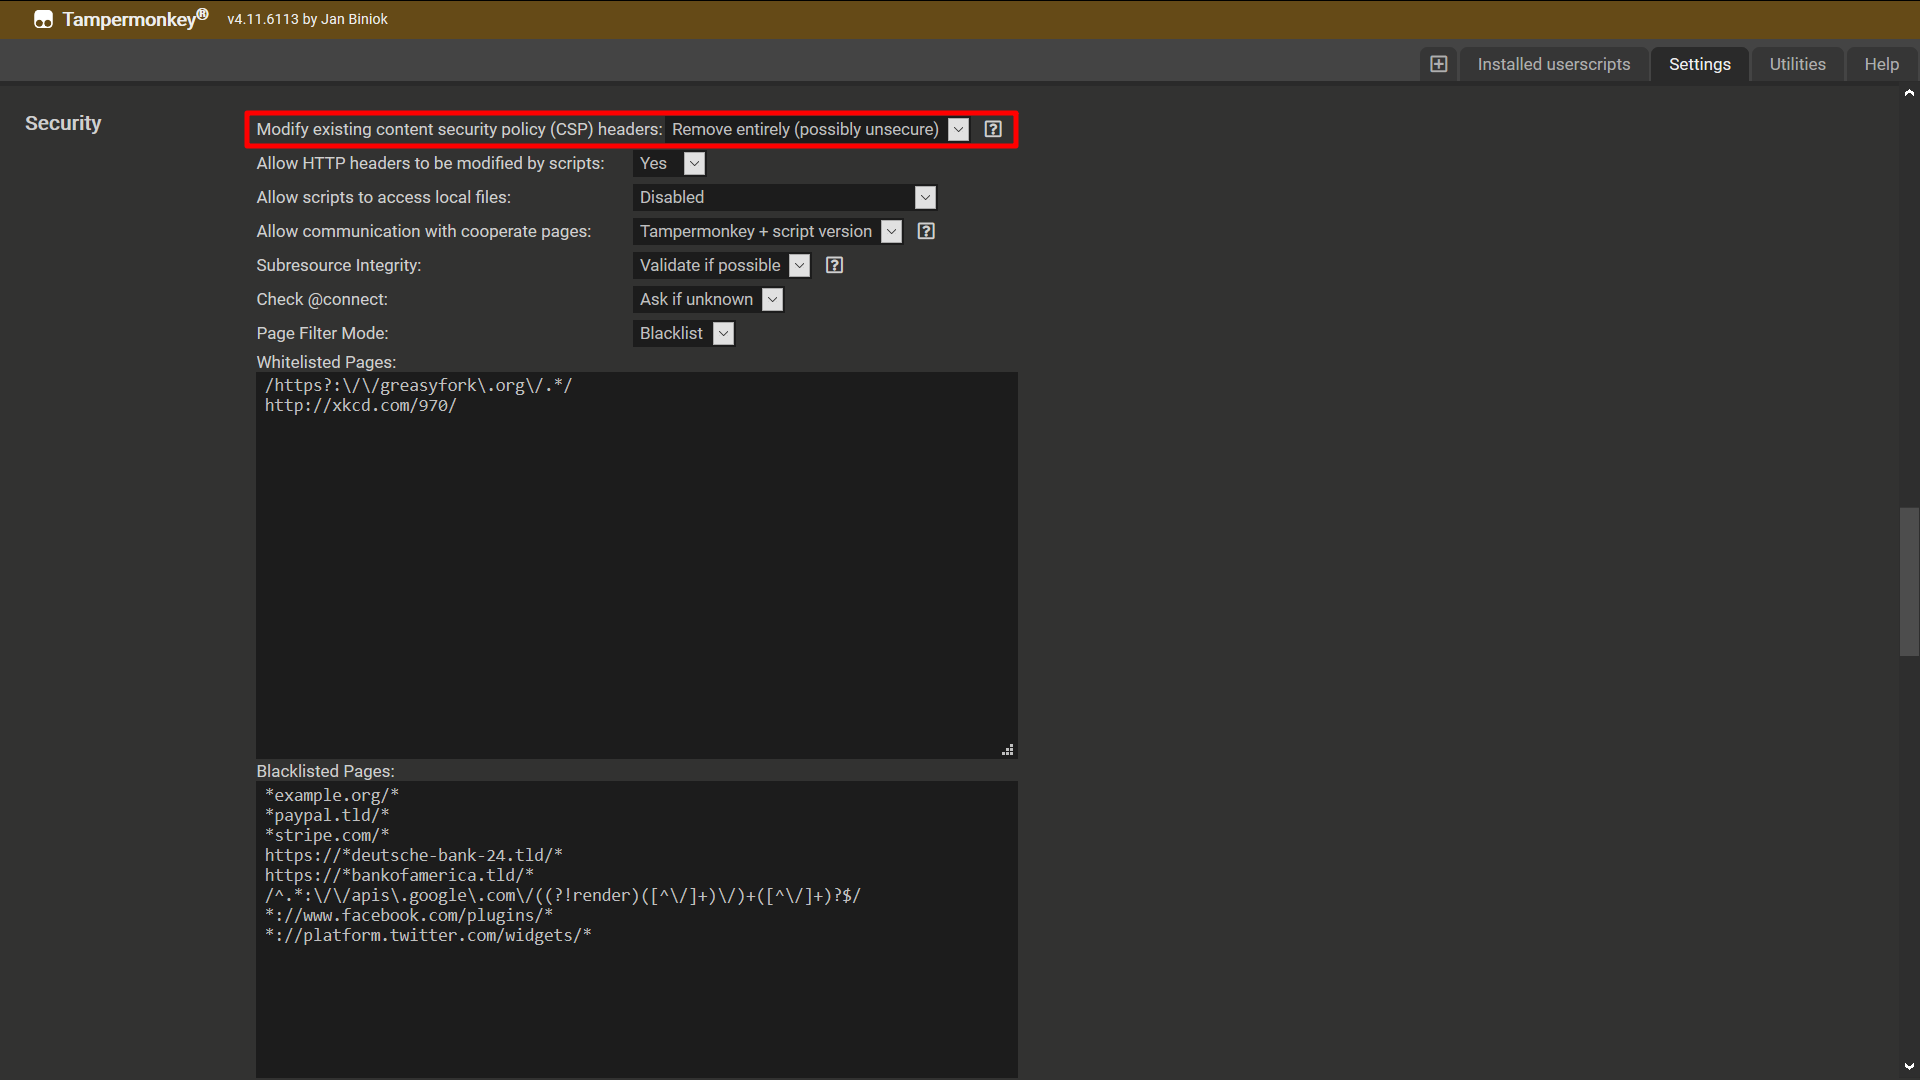 Tampermonkey® v4.11.6113 by Jan Biniok
Installed userscripts Settings Utilities Help
Security
Modify existing content security policy (CSP) headers: Remove entirely (possibly unsecure) ?
Allow HTTP headers to be modified by scripts: Yes
Allow scripts to access local files: Disabled
Allow communication with cooperate pages: Tampermonkey + script version ?
Subresource Integrity: Validate if possible ?
Check @connect: Ask if unknown
Page Filter Mode: Blacklist
Whitelisted Pages:
/https?:\/\/greasyfork\.org\/.*/
http://xkcd.com/970/
Blacklisted Pages:
*example.org/*
*paypal.tld/*
*stripe.com/*
https://*deutsche-bank-24.tld/*
https://*bankofamerica.tld/*
/^.*:\/\/apis\.google\.com\/((?!render)([^\/]+)\/)+([^\/]+)?$/
*://www.facebook.com/plugins/*
*://platform.twitter.com/widgets/*